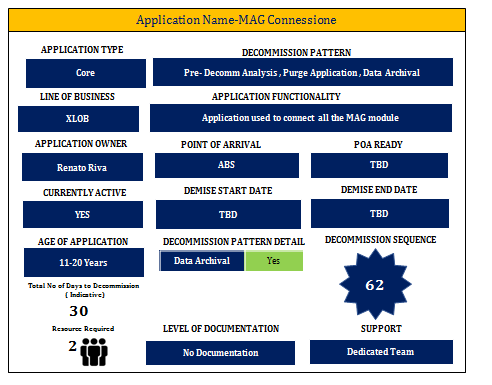 Application Name-MAG Connessione
APPLICATION TYPE
DECOMMISSION PATTERN
Core
Pre- Decomm Analysis , Purge Application , Data Archival
LINE OF BUSINESS
APPLICATION FUNCTIONALITY
XLOB
Application used to connect all the MAG module
APPLICATION OWNER
POINT OF ARRIVAL
POA READY
Renato Riva
ABS
TBD
CURRENTLY ACTIVE
DEMISE START DATE
DEMISE END DATE
YES
TBD
TBD
AGE OF APPLICATION
DECOMMISSION PATTERN DETAIL
DECOMMISSION SEQUENCE
11-20 Years
Data Archival
Yes
62
Total No of Days to Decommission
( Indicative)
30
Resource Required
2
LEVEL OF DOCUMENTATION
SUPPORT
No Documentation
Dedicated Team